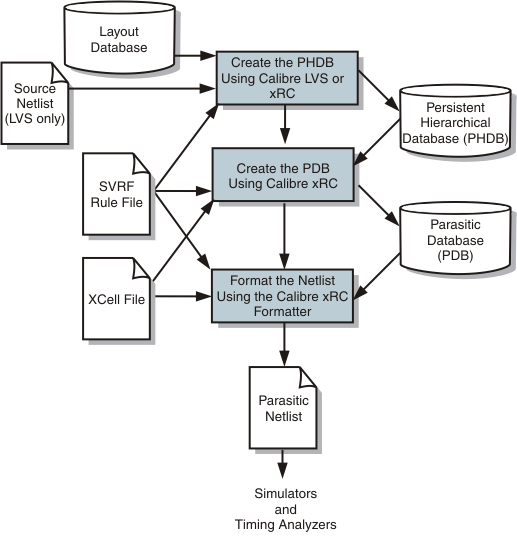 Layout
Database
Create the PHDB
Using Calibre LVS or
xRC
Source
Netlist
(LVS only)
Persistent
Hierarchical
Database (PHDB)
SVRF
Rule File
Create the PDB
Using Calibre xRC
Parasitic
Database
(PDB)
XCell File
Format the Netlist
Using the Calibre xRC
Formatter
Parasitic
Netlist
Simulators
and
Timing Analyzers